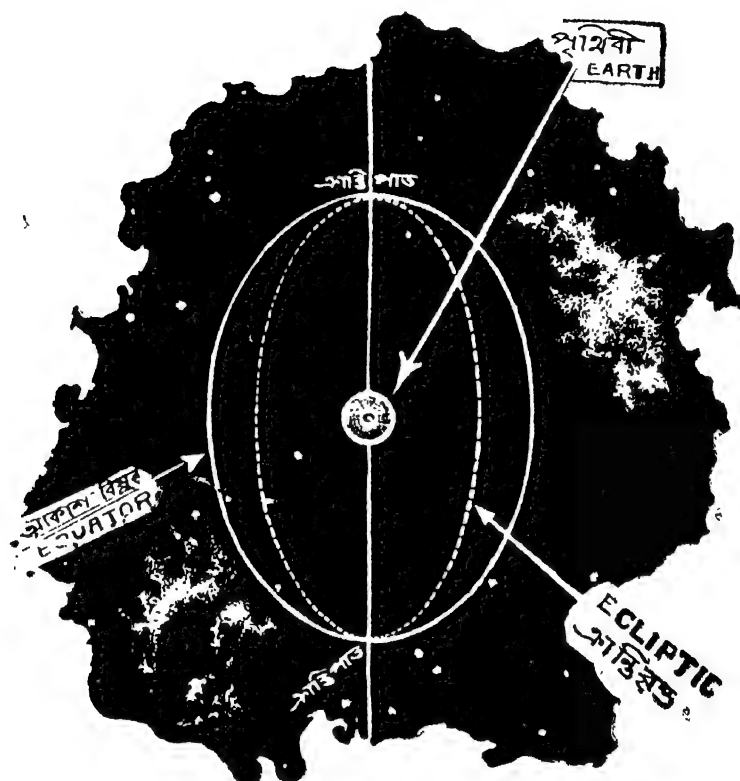 পৃথিবী
EARTH
ক্রান্তিপাত
আকাশ-বিষুব
EQUATOR
ECLIPTIC
ক্রান্তিবৃত্ত
ক্রান্তিপাত